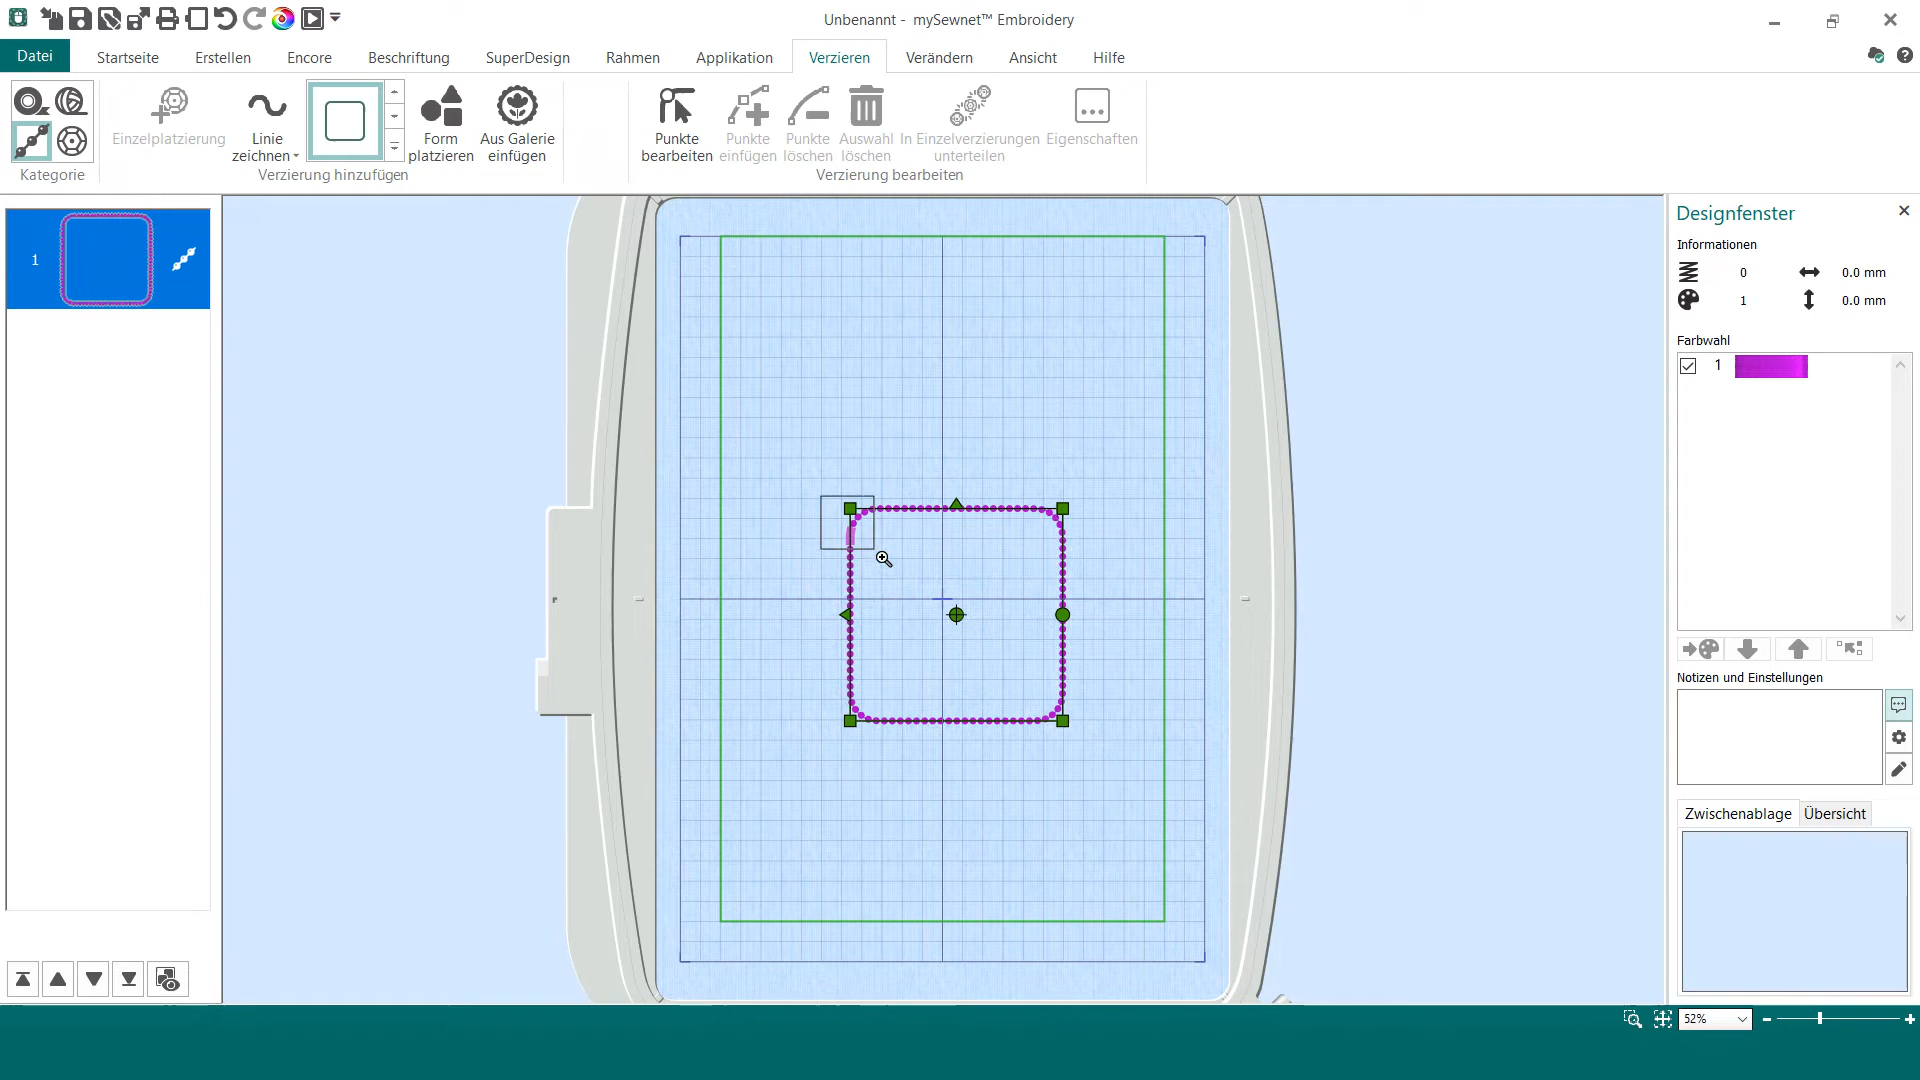 Unbenannt - mySewnet™ Embroidery
Datei Startseite Erstellen Encore Beschriftung SuperDesign Rahmen Applikation Verzieren Verändern Ansicht Hilfe
Einzelplatzierung
Linie zeichnen
Form platzieren
Aus Galerie einfügen
Punkte bearbeiten
Punkte einfügen
Punkte löschen
Auswahl löschen
In Einzelverzierungen unterteilen
Eigenschaften
Kategorie
Verzierung hinzufügen
Verzierung bearbeiten
1
Designfenster
Informationen
0 0.0 mm
1 0.0 mm
Farbwahl
1
Notizen und Einstellungen
Zwischenablage Übersicht
52%